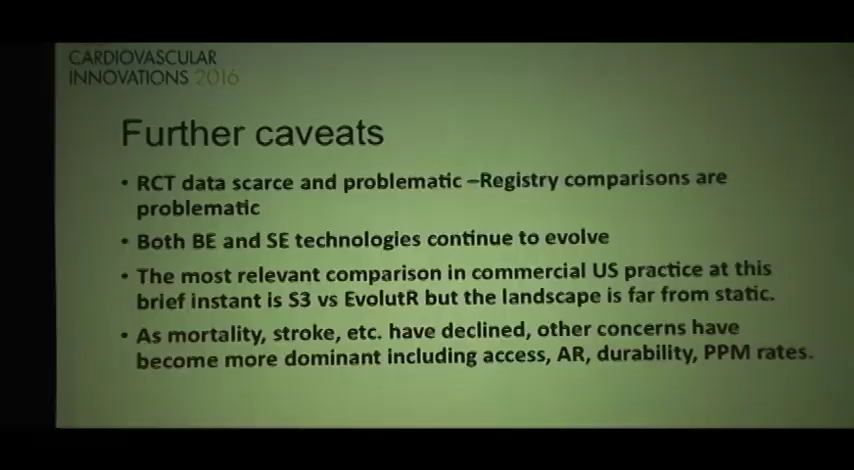 CARDIOVASCULAR
INNOVATIONS 2016
Further caveats
• RCT data scarce and problematic –Registry comparisons are
problematic
• Both BE and SE technologies continue to evolve
• The most relevant comparison in commercial US practice at this
brief instant is S3 vs EvolutR but the landscape is far from static.
• As mortality, stroke, etc. have declined, other concerns have
become more dominant including access, AR, durability, PPM rates.